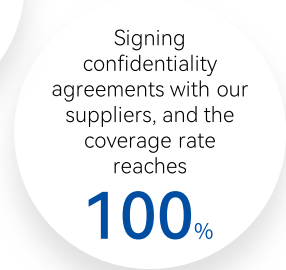 Signing
confidentiality
agreements with our
suppliers, and the
coverage rate
reaches
100%